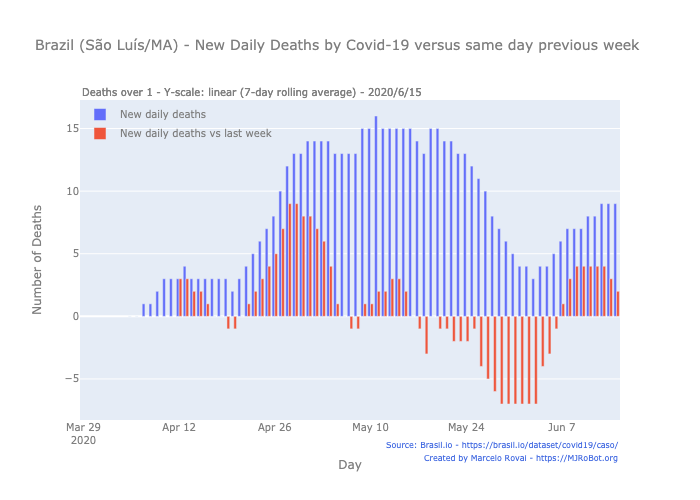 Brazil (São Luís/MA) - New Daily Deaths by Covid-19 versus same day previous week
Deaths over 1 - Y-scale: linear (7-day rolling average) - 2020/6/15
New daily deaths
New daily deaths vs last week
Number of Deaths
15
10
5
0
−5
Mar 29
2020
Apr 12
Apr 26
May 10
May 24
Jun 7
Source: Brasil.io - https://brasil.io/dataset/covid19/caso/
Created by Marcelo Rovai - https://MJRoBot.org
Day